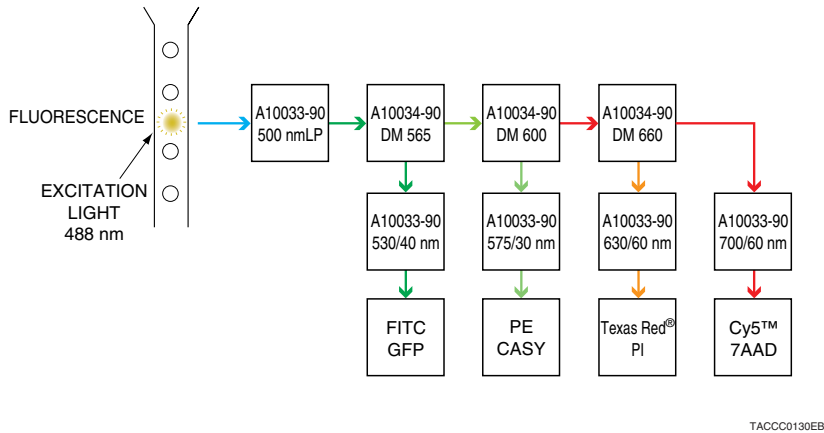 FLUORESCENCE
EXCITATION
LIGHT
488 nm
A10033-90
500 nmLP
A10034-90
DM 565
A10034-90
DM 600
A10034-90
DM 660
A10033-90
530/40 nm
A10033-90
575/30 nm
A10033-90
630/60 nm
A10033-90
700/60 nm
FITC
GFP
PE
CASY
Texas Red®
PI
Cy5™
7AAD
TACCC0130EB